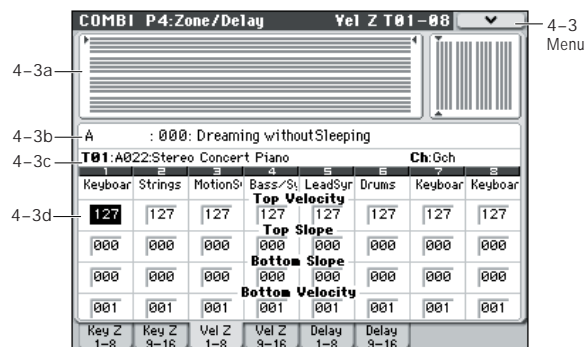 COMBI P4:Zone/Delay Vel Z T01-08
4-3
Menu
4-3a
4-3b
A :000: Dreaming withoutSleeping
4-3c
T01:A022:Stereo Concert Piano Ch:Gch
1 2 3 4 5 6 7 8
Keyboar Strings MotionS Bass/Sy LeadSyr Drums Keyboar Keyboar
Top Velocity
4-3d
127 127 127 127 127 127 127 127
Top Slope
000 000 000 000 000 000 000 000
Bottom Slope
000 000 000 000 000 000 000 000
Bottom Velocity
001 001 001 001 001 001 001 001
Key Z Key Z Vel Z Vel Z Delay Delay
1-8 9-16 1-8 9-16 1-8 9-16